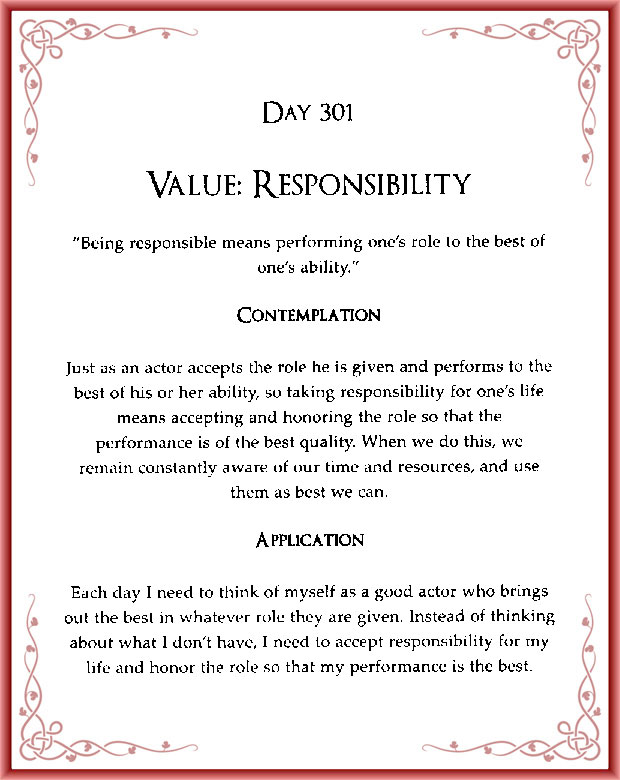 DAY 301
VALUE: RESPONSIBILITY
"Being responsible means performing one's role to the best of
one's ability."
CONTEMPLATION
Just as an actor accepts the role he is given and performs to the
best of his or her ability, so taking responsibility for one's life
means accepting and honoring the role so that the
performance is of the best quality. When we do this, we
remain constantly aware of our time and resources, and use
them as best we can.
APPLICATION
Each day I need to think of myself as a good actor who brings
out the best in whatever role they are given. Instead of thinking
about what I don't have, I need to accept responsibility for my
life and honor the role so that my performance is the best.